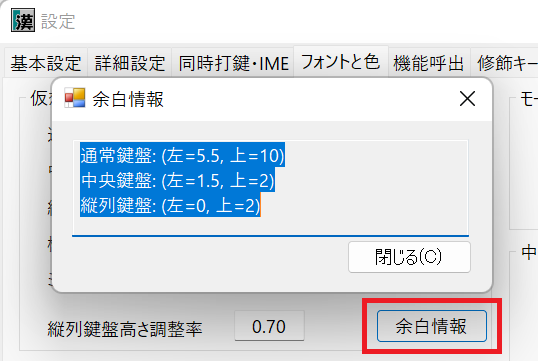 漢 設定
基本設定 詳細設定 同時打鍵・IME フォントと色 機能呼出 修飾キー
余白情報
通常鍵盤: (左=5.5, 上=10)
中央鍵盤: (左=1.5, 上=2)
縦列鍵盤: (左=0, 上=2)
閉じる(C)
中
縦列鍵盤高さ調整率 0.70 余白情報